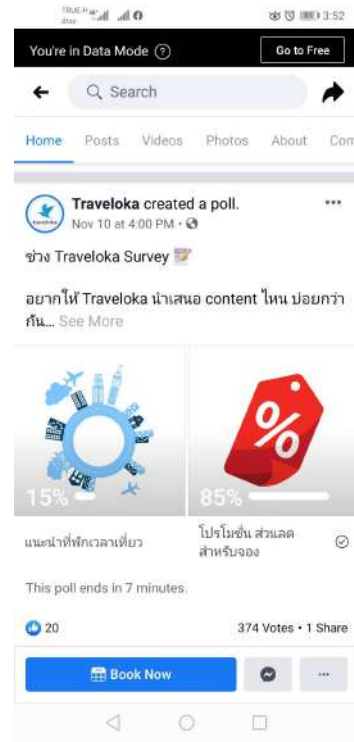 TRUE-H
dtac
3:52
You're in Data Mode
Go to Free
Search
Home Posts Videos Photos About Com
Traveloka created a poll.
Nov 10 at 4:00 PM
ช่วง Traveloka Survey
อยากให้ Traveloka นำเสนอ content ไหน บ่อยกว่า
กัน... See More
15%
85%
แนะนำที่พักเวลาเที่ยว
โปรโมชั่น ส่วนลด
สำหรับจอง
This poll ends in 7 minutes.
20
374 Votes • 1 Share
Book Now